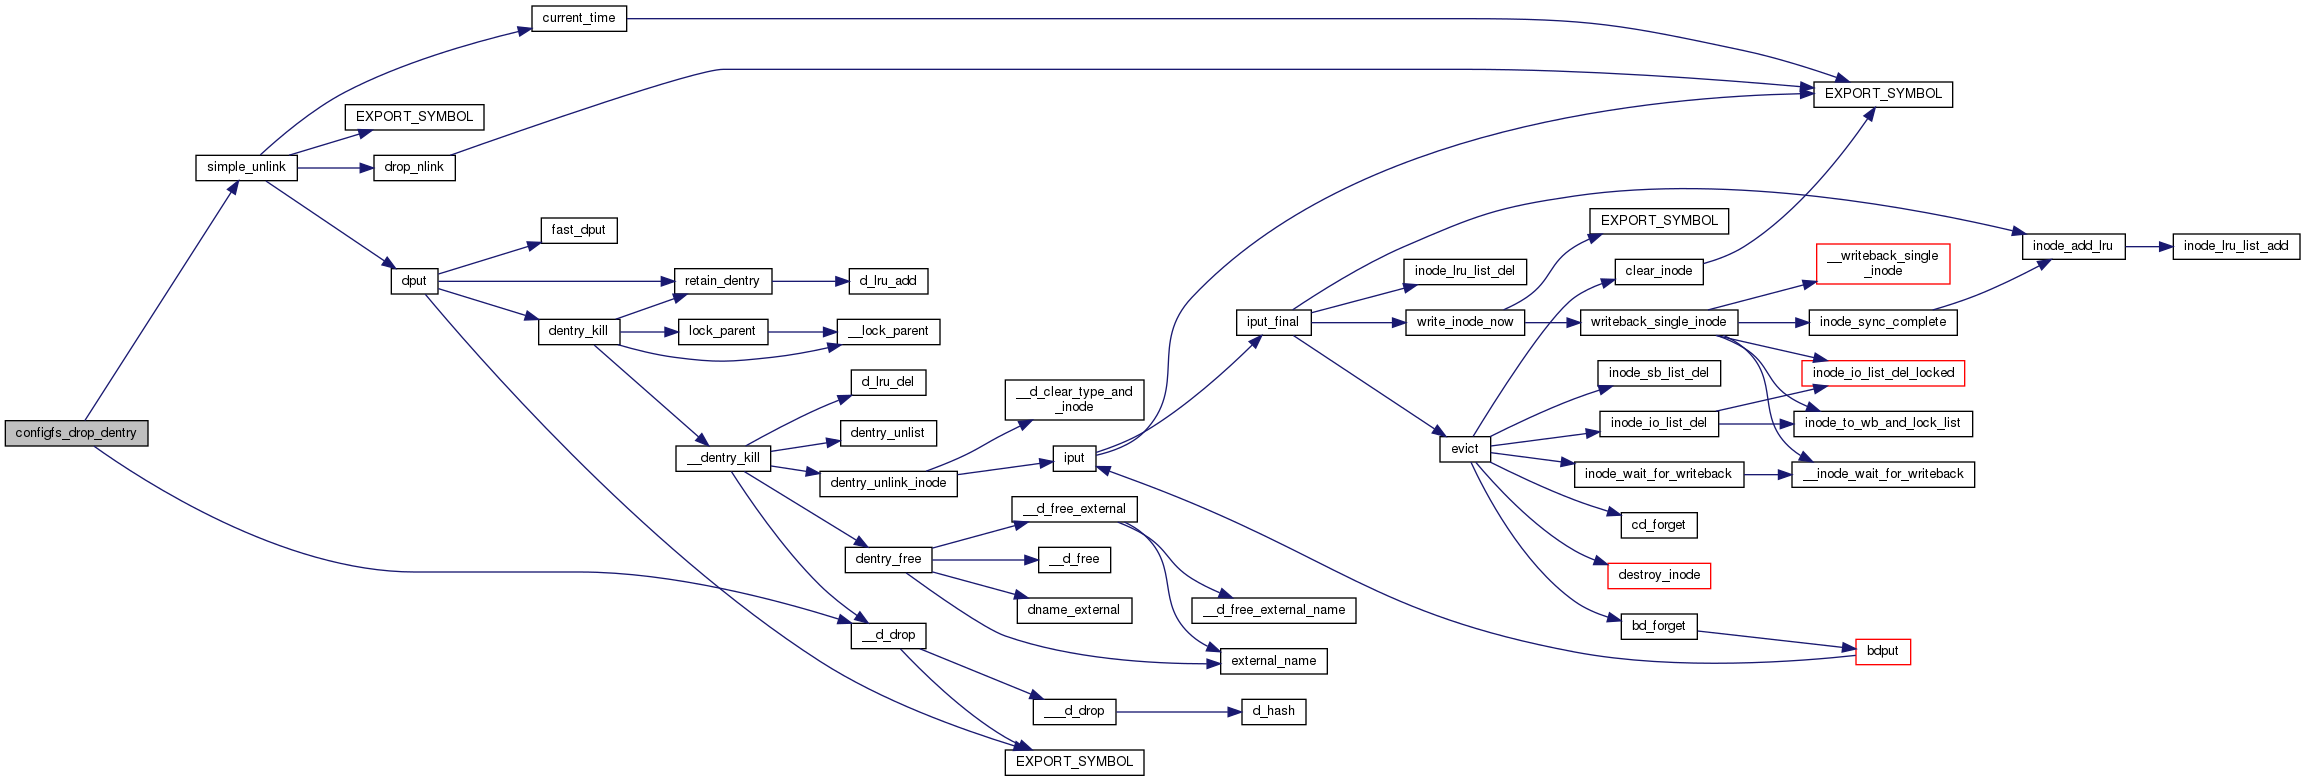 current_time
EXPORT_SYMBOL
EXPORT_SYMBOL
simple_unlink
drop_nlink
EXPORT_SYMBOL
fast_dput
inode_add_lru
inode_lru_list_add
inode_lru_list_del
clear_inode
__writeback_single
_inode
dput
retain_dentry
d_lru_add
dentry_kill
lock_parent
__lock_parent
iput_final
write_inode_now
writeback_single_inode
inode_sync_complete
d_lru_del
__d_clear_type_and
_inode
inode_sb_list_del
inode_io_list_del_locked
configfs_drop_dentry
dentry_unlist
inode_io_list_del
inode_to_wb_and_lock_list
__dentry_kill
iput
evict
dentry_unlink_inode
inode_wait_for_writeback
__inode_wait_for_writeback
__d_free_external
cd_forget
dentry_free
__d_free
destroy_inode
dname_external
__d_free_external_name
bd_forget
__d_drop
external_name
bdput
___d_drop
d_hash
EXPORT_SYMBOL